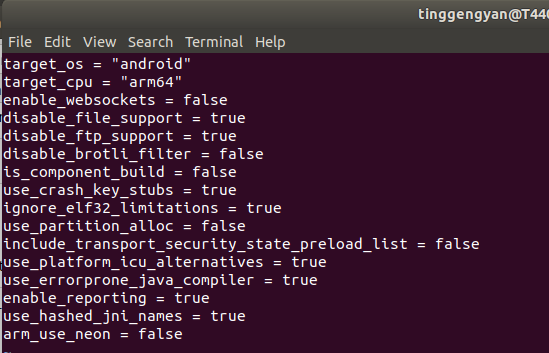 tinggengyan@T440
File Edit View Search Terminal Help
target_os = "android"
target_cpu = "arm64"
enable_websockets = false
disable_file_support = true
disable_ftp_support = true
disable_brotli_filter = false
is_component_build = false
use_crash_key_stubs = true
ignore_elf32_limitations = true
use_partition_alloc = false
include_transport_security_state_preload_list = false
use_platform_icu_alternatives = true
use_errorprone_java_compiler = true
enable_reporting = true
use_hashed_jni_names = true
arm_use_neon = false